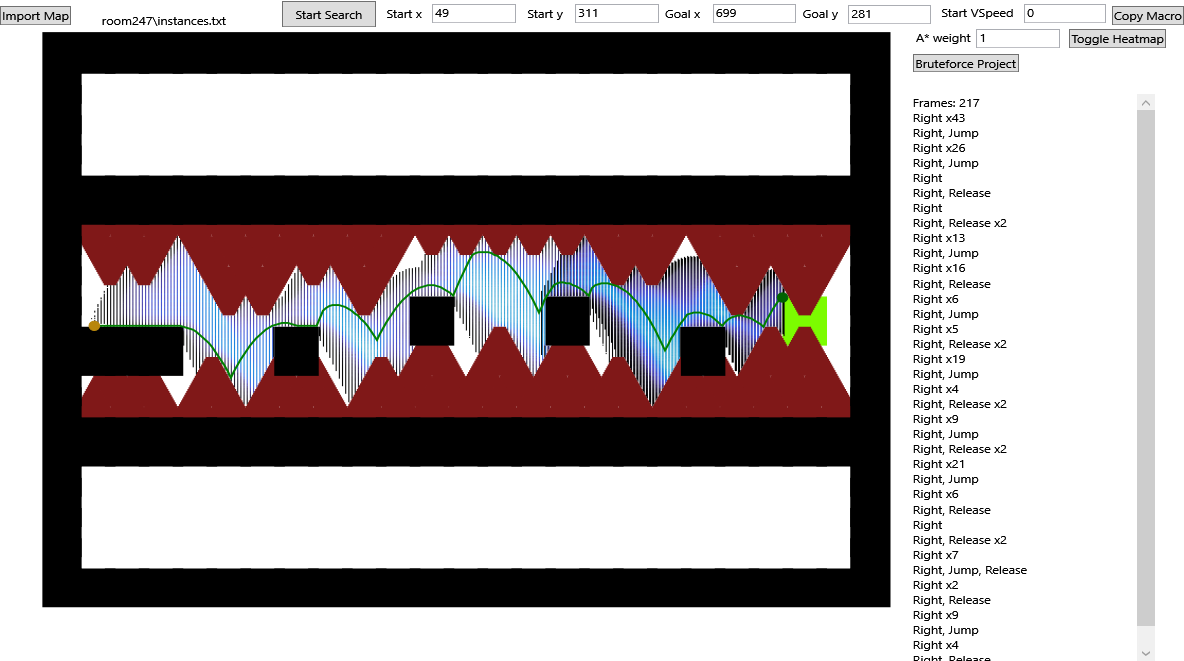 Import Map
room247\instances.txt
Start Search
Start x 49
Start y 311
Goal x 699
Goal y 281
Start VSpeed 0
Copy Macro
A* weight 1
Toggle Heatmap
Bruteforce Project
Frames: 217
Right x43
Right, Jump
Right x26
Right, Jump
Right
Right, Release
Right
Right, Release x2
Right x13
Right, Jump
Right x16
Right, Release
Right x6
Right, Jump
Right x5
Right, Release x2
Right x19
Right, Jump
Right x4
Right, Release x2
Right x9
Right, Jump
Right, Release x2
Right x21
Right, Jump
Right x6
Right, Release
Right
Right, Release x2
Right x7
Right, Jump, Release
Right x2
Right, Release
Right x9
Right, Jump
Right x4
Right, Release